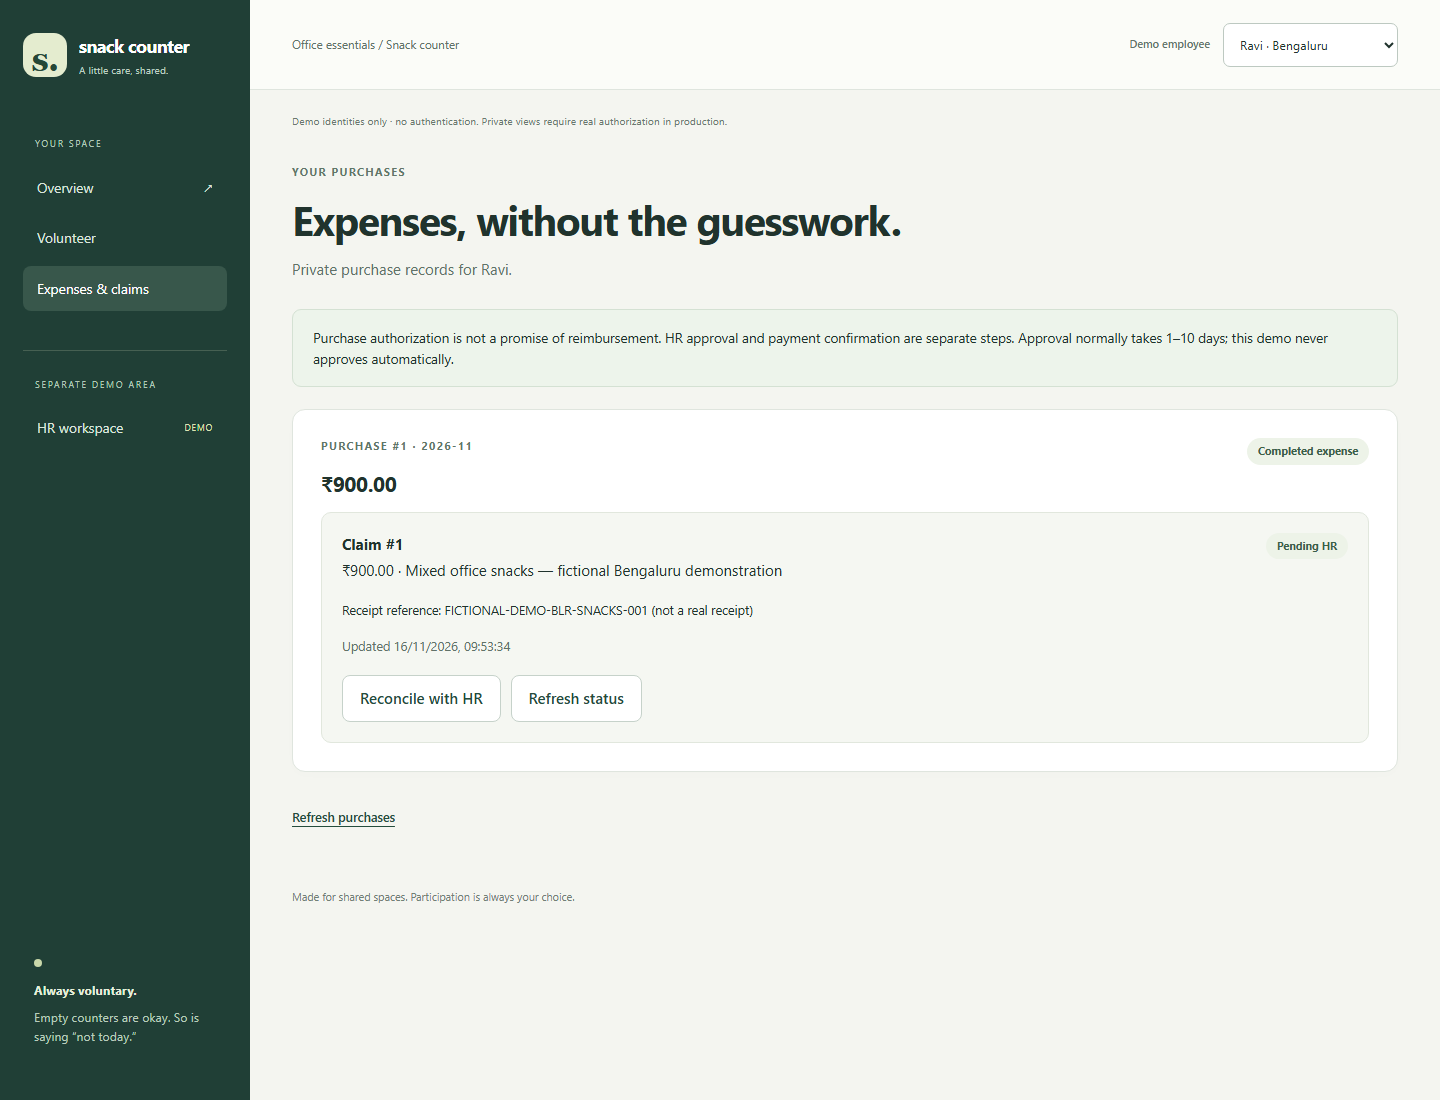 s.
snack counter
A little care, shared.
YOUR SPACE
Overview ↗
Volunteer
Expenses & claims
SEPARATE DEMO AREA
HR workspace DEMO
Always voluntary.
Empty counters are okay. So is
saying “not today.”
Office essentials / Snack counter
Demo employee
Ravi · Bengaluru
Demo identities only · no authentication. Private views require real authorization in production.
YOUR PURCHASES
Expenses, without the guesswork.
Private purchase records for Ravi.
Purchase authorization is not a promise of reimbursement. HR approval and payment confirmation are separate steps. Approval normally takes 1–10 days; this demo never
approves automatically.
PURCHASE #1 · 2026-11
Completed expense
₹900.00
Claim #1
Pending HR
₹900.00 · Mixed office snacks — fictional Bengaluru demonstration
Receipt reference: FICTIONAL-DEMO-BLR-SNACKS-001 (not a real receipt)
Updated 16/11/2026, 09:53:34
Reconcile with HR
Refresh status
Refresh purchases
Made for shared spaces. Participation is always your choice.